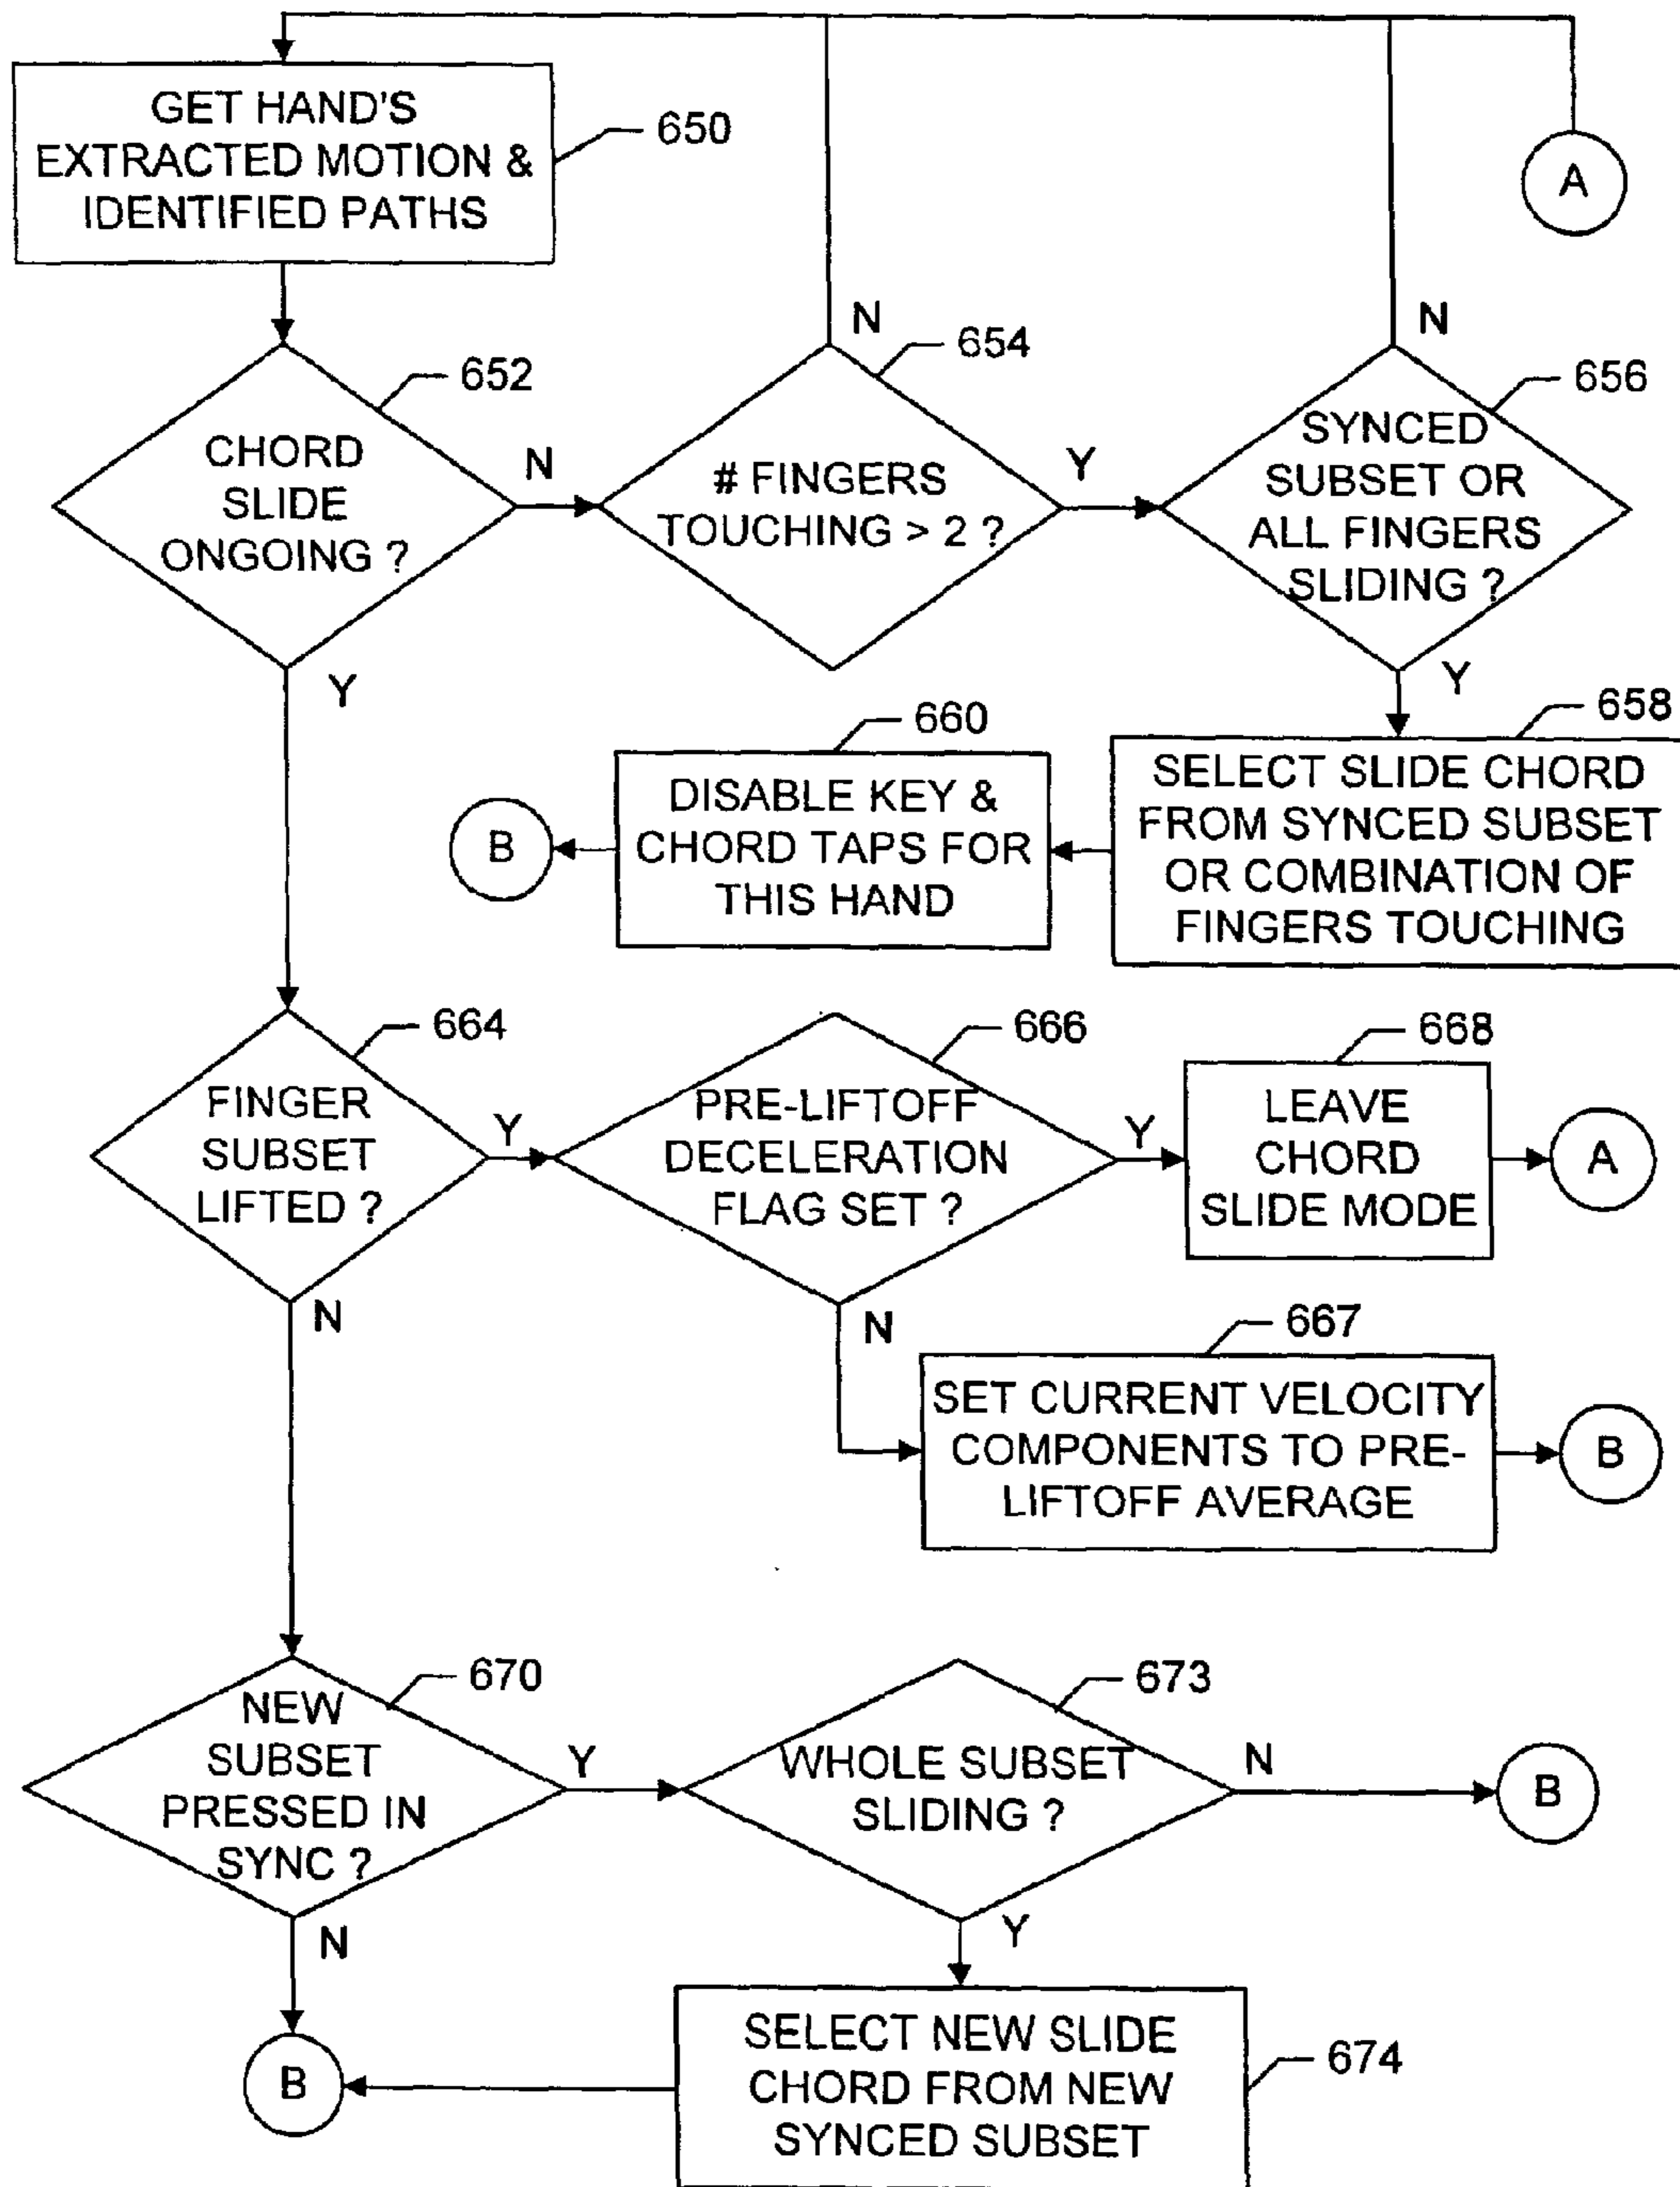 GET HAND'S
EXTRACTED MOTION &
IDENTIFIED PATHS
650
A
CHORD
SLIDE
ONGOING ?
652
N
Y
# FINGERS
TOUCHING > 2 ?
654
N
Y
SYNCED
SUBSET OR
ALL FINGERS
SLIDING ?
656
N
Y
SELECT SLIDE CHORD
FROM SYNCED SUBSET
OR COMBINATION OF
FINGERS TOUCHING
658
DISABLE KEY &
CHORD TAPS FOR
THIS HAND
660
B
FINGER
SUBSET
LIFTED ?
664
Y
N
PRE-LIFTOFF
DECELERATION
FLAG SET ?
666
Y
N
LEAVE
CHORD
SLIDE MODE
668
A
SET CURRENT VELOCITY
COMPONENTS TO PRE-
LIFTOFF AVERAGE
667
B
NEW
SUBSET
PRESSED IN
SYNC ?
670
Y
N
WHOLE SUBSET
SLIDING ?
673
N
B
Y
SELECT NEW SLIDE
CHORD FROM NEW
SYNCED SUBSET
674
B